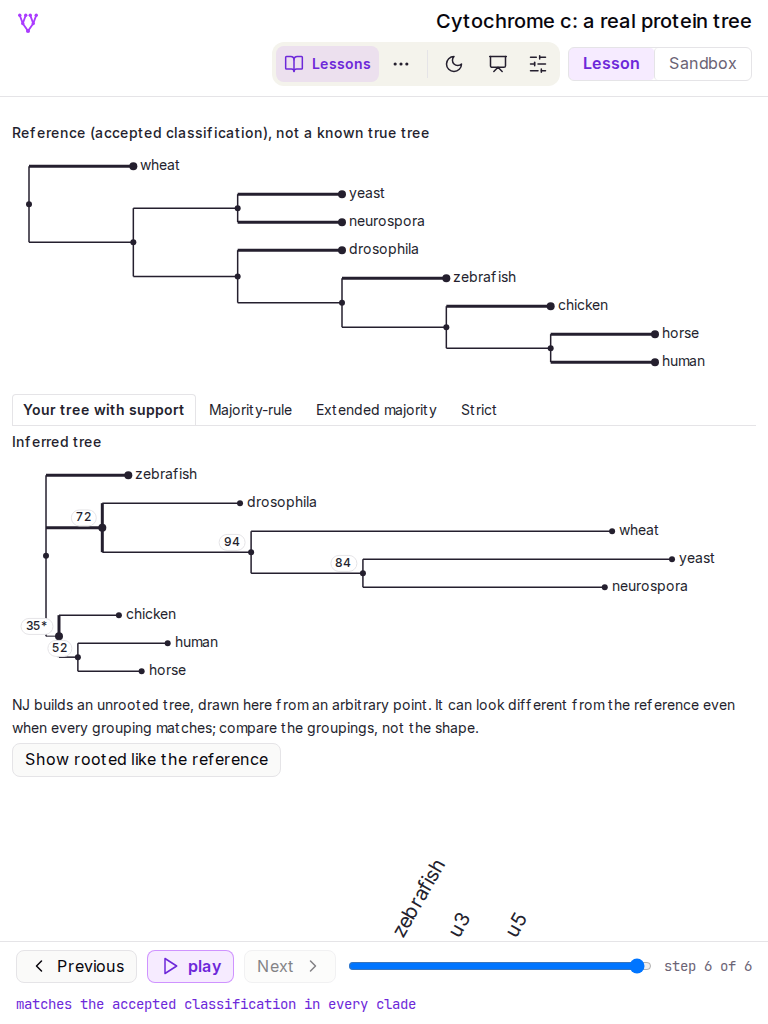 Cytochrome c: a real protein tree
Lessons
Lesson
Sandbox
Reference (accepted classification), not a known true tree
wheat
yeast
neurospora
drosophila
zebrafish
chicken
horse
human
Your tree with support
Majority-rule
Extended majority
Strict
Inferred tree
zebrafish
drosophila
72
wheat
94
yeast
84
neurospora
chicken
35*
human
52
horse
NJ builds an unrooted tree, drawn here from an arbitrary point. It can look different from the reference even
when every grouping matches; compare the groupings, not the shape.
Show rooted like the reference
zebrafish
u3
u5
Previous
play
Next
step 6 of 6
matches the accepted classification in every clade